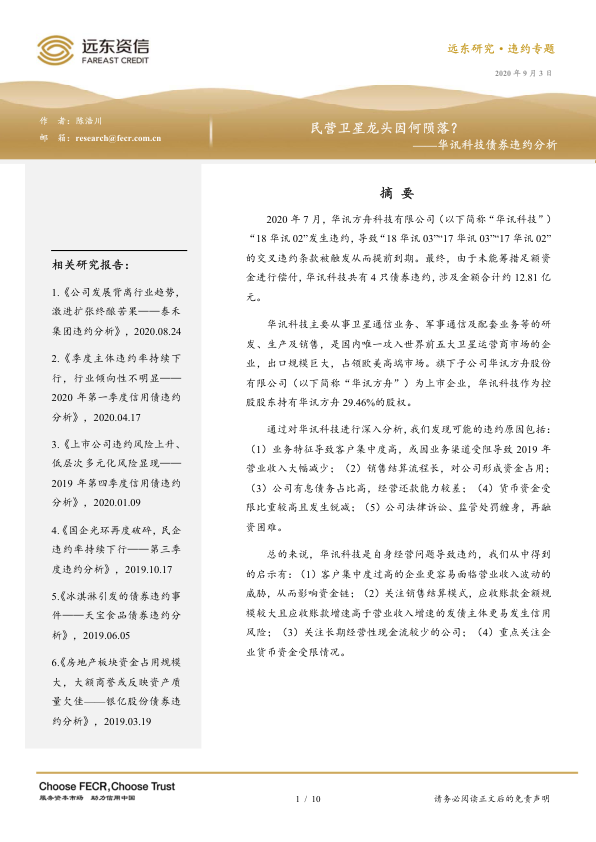 远东资信
FAREAST CREDIT
远东研究·违约专题
2020 年 9 月 3 日
作 者：陈浩川
邮 箱：research@fecr.com.cn
民营卫星龙头因何陨落？
——华讯科技债券违约分析
相关研究报告：
1.《公司发展背离行业趋势，
激进扩张终酿苦果——泰禾
集团违约分析》，2020.08.24
2.《季度主体违约率持续下
行，行业倾向性不明显——
2020 年第一季度信用债违约
分析》，2020.04.17
3.《上市公司违约风险上升、
低层次多元化风险显现——
2019 年第四季度信用债违约
分析》，2020.01.09
4.《国企光环再度破碎，民企
违约率持续下行——第三季
度违约分析》，2019.10.17
5.《冰淇淋引发的债券违约事
件——天宝食品债券违约分
析》，2019.06.05
6.《房地产板块资金占用规模
大，大额商誉或反映资产质
量欠佳——银亿股份债券违
约分析》，2019.03.19
摘 要
2020 年 7 月，华讯方舟科技有限公司（以下简称“华讯科技”）
“18 华讯 02”发生违约，导致“18 华讯 03”“17 华讯 03”“17 华讯 02”
的交叉违约条款被触发从而提前到期。最终，由于未能筹措足额资
金进行偿付，华讯科技共有 4 只债券违约，涉及金额合计约 12.81 亿
元。
华讯科技主要从事卫星通信业务、军事通信及配套业务等的研
发、生产及销售，是国内唯一攻入世界前五大卫星运营商市场的企
业，出口规模巨大，占领欧美高端市场。旗下子公司华讯方舟股份
有限公司（以下简称“华讯方舟”）为上市企业，华讯科技作为控
股股东持有华讯方舟 29.46%的股权。
通过对华讯科技进行深入分析，我们发现可能的违约原因包括：
（1）业务特征导致客户集中度高，或因业务渠道受阻导致 2019 年
营业收入大幅减少；（2）销售结算流程长，对公司形成资金占用；
（3）公司有息债务占比高，经营还款能力较差；（4）货币资金受
限比重较高且发生锐减；（5）公司法律诉讼、监管处罚缠身，再融
资困难。
总的来说，华讯科技是自身经营问题导致违约，我们从中得到
的启示有：（1）客户集中度过高的企业更容易面临营业收入波动的
威胁，从而影响资金链；（2）关注销售结算模式，应收账款金额规
模较大且应收账款增速高于营业收入增速的发债主体更易发生信用
风险；（3）关注长期经营性现金流较少的公司；（4）重点关注企
业货币资金受限情况。
Choose FECR,Choose Trust
服务资本市场 助力信用中国
1 / 10
请务必阅读正文后的免责声明